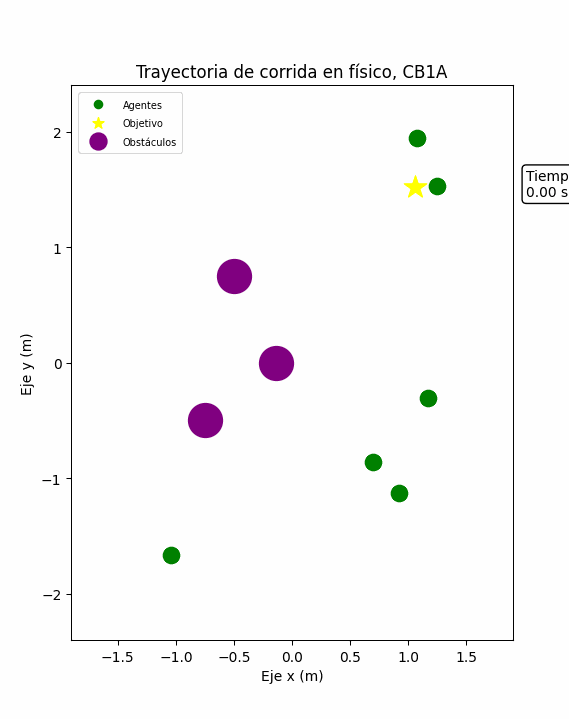 Trayectoria de corrida en físico, CB1A
Agentes
Objetivo
Obstáculos
Tiemp
0.00 s
Eje y (m)
2
1
0
−1
−2
−1.5 −1.0 −0.5 0.0 0.5 1.0 1.5
Eje x (m)